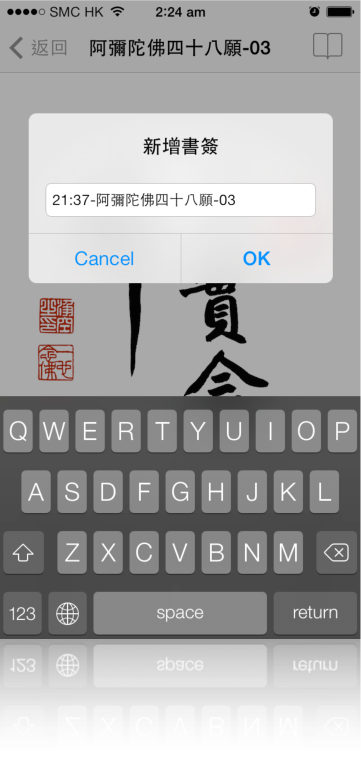 SMC HK 2:24 am
返回 阿彌陀佛四十八願-03
新增書簽
21:37-阿彌陀佛四十八願-03
Cancel OK
Q W E R T Y U I O P
A S D F G H J K L
Z X C V B N M
123 space return